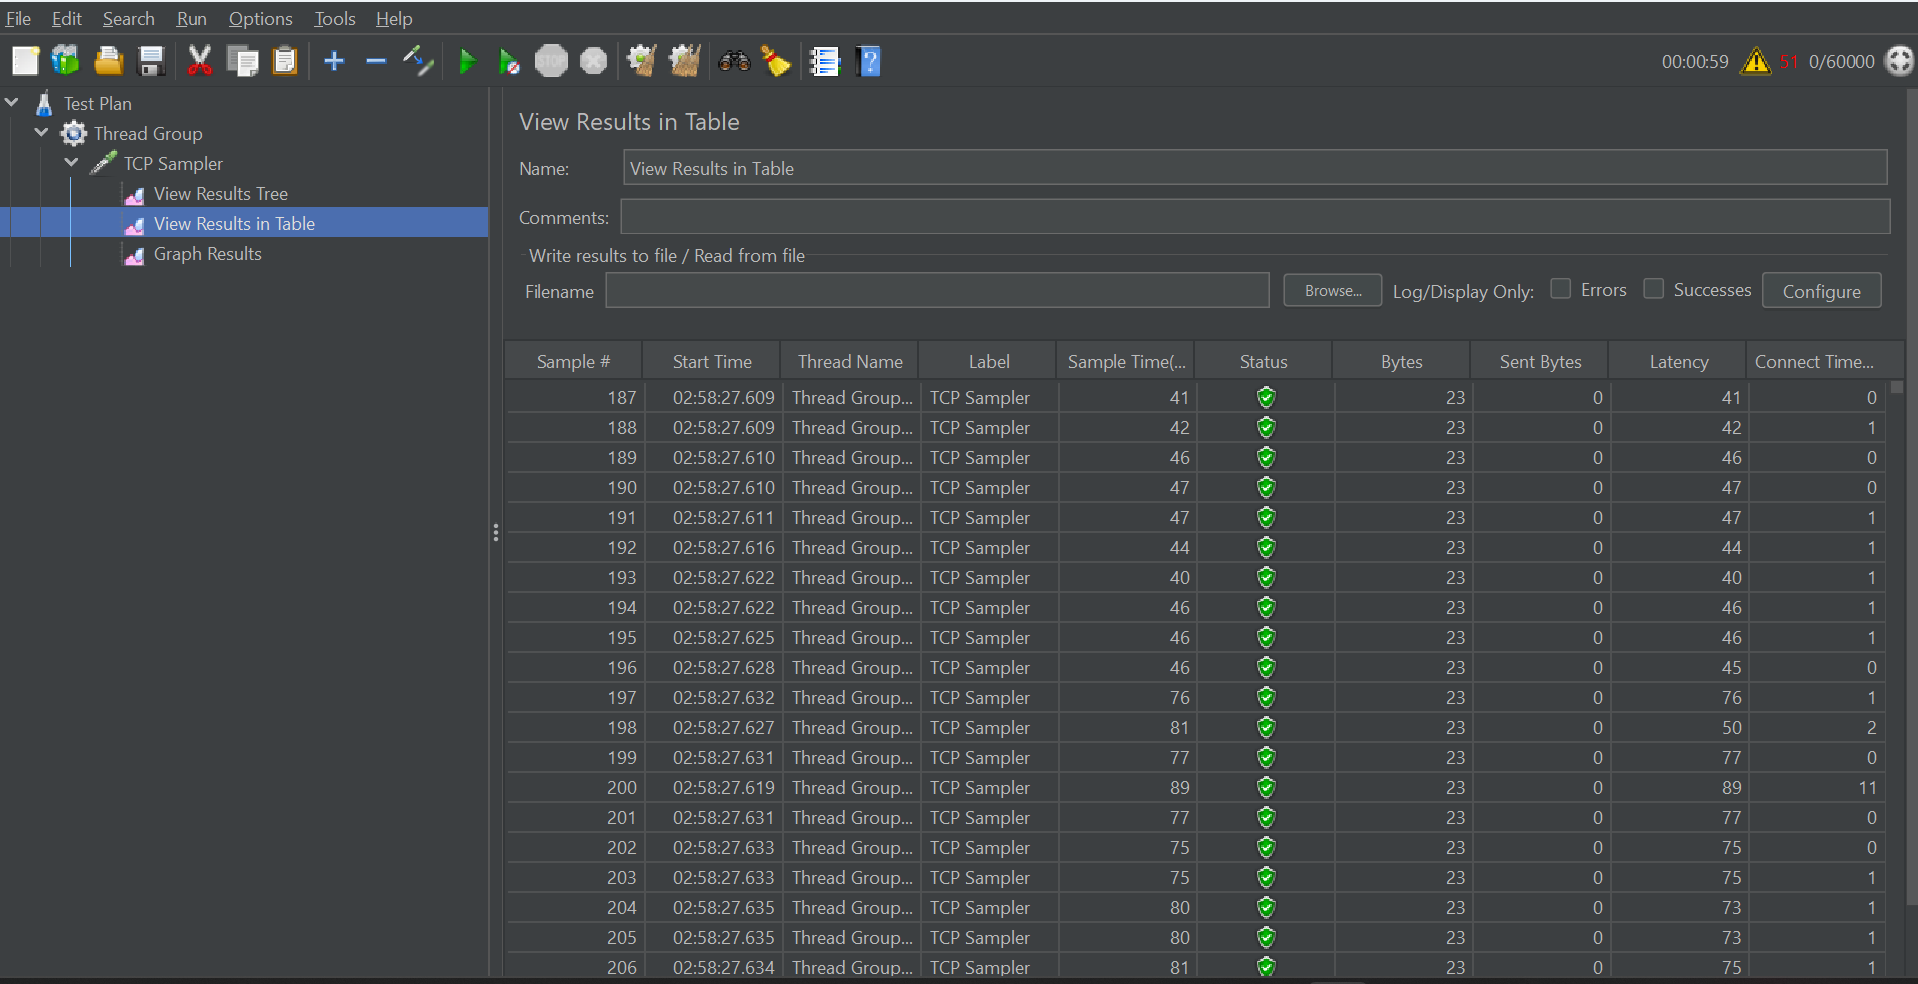 File Edit Search Run Options Tools Help
STOP
00:00:59 51 0/60000
Test Plan
Thread Group
TCP Sampler
View Results Tree
View Results in Table
Graph Results
View Results in Table
Name: View Results in Table
Comments:
Write results to file / Read from file
Filename Browse... Log/Display Only: Errors Successes Configure
Sample # Start Time Thread Name Label Sample Time(... Status Bytes Sent Bytes Latency Connect Time...
187 02:58:27.609 Thread Group... TCP Sampler 41 23 0 41 0
188 02:58:27.609 Thread Group... TCP Sampler 42 23 0 42 1
189 02:58:27.610 Thread Group... TCP Sampler 46 23 0 46 0
190 02:58:27.610 Thread Group... TCP Sampler 47 23 0 47 0
191 02:58:27.611 Thread Group... TCP Sampler 47 23 0 47 1
192 02:58:27.616 Thread Group... TCP Sampler 44 23 0 44 1
193 02:58:27.622 Thread Group... TCP Sampler 40 23 0 40 1
194 02:58:27.622 Thread Group... TCP Sampler 46 23 0 46 1
195 02:58:27.625 Thread Group... TCP Sampler 46 23 0 46 1
196 02:58:27.628 Thread Group... TCP Sampler 46 23 0 45 0
197 02:58:27.632 Thread Group... TCP Sampler 76 23 0 76 1
198 02:58:27.627 Thread Group... TCP Sampler 81 23 0 50 2
199 02:58:27.631 Thread Group... TCP Sampler 77 23 0 77 0
200 02:58:27.619 Thread Group... TCP Sampler 89 23 0 89 11
201 02:58:27.631 Thread Group... TCP Sampler 77 23 0 77 0
202 02:58:27.633 Thread Group... TCP Sampler 75 23 0 75 0
203 02:58:27.633 Thread Group... TCP Sampler 75 23 0 75 1
204 02:58:27.635 Thread Group... TCP Sampler 80 23 0 73 1
205 02:58:27.635 Thread Group... TCP Sampler 80 23 0 73 1
206 02:58:27.634 Thread Group... TCP Sampler 81 23 0 75 1